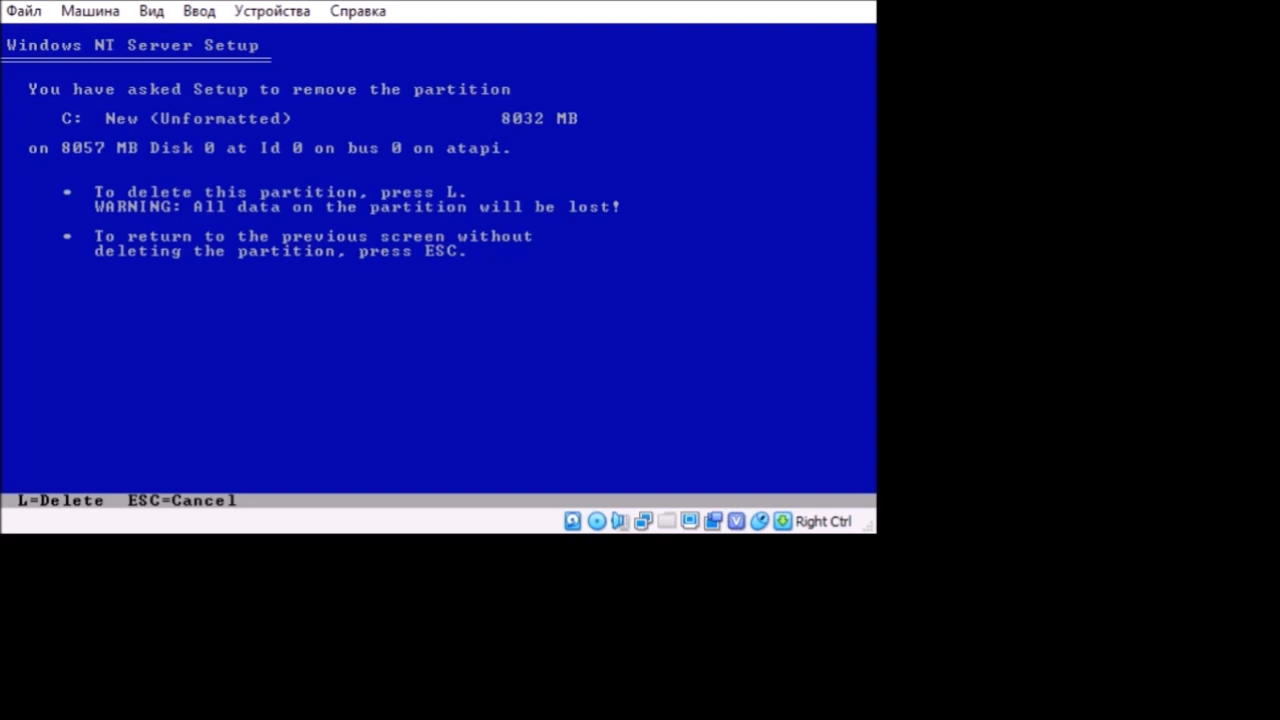 Файл Машина Вид Ввод Устройства Справка
Windows NT Server Setup
You have asked Setup to remove the partition
C: New (Unformatted) 8032 MB
on 8057 MB Disk 0 at Id 0 on bus 0 on atapi.
• To delete this partition, press L.
WARNING: All data on the partition will be lost!
• To return to the previous screen without
deleting the partition, press ESC.
L=Delete ESC=Cancel
Right Ctrl